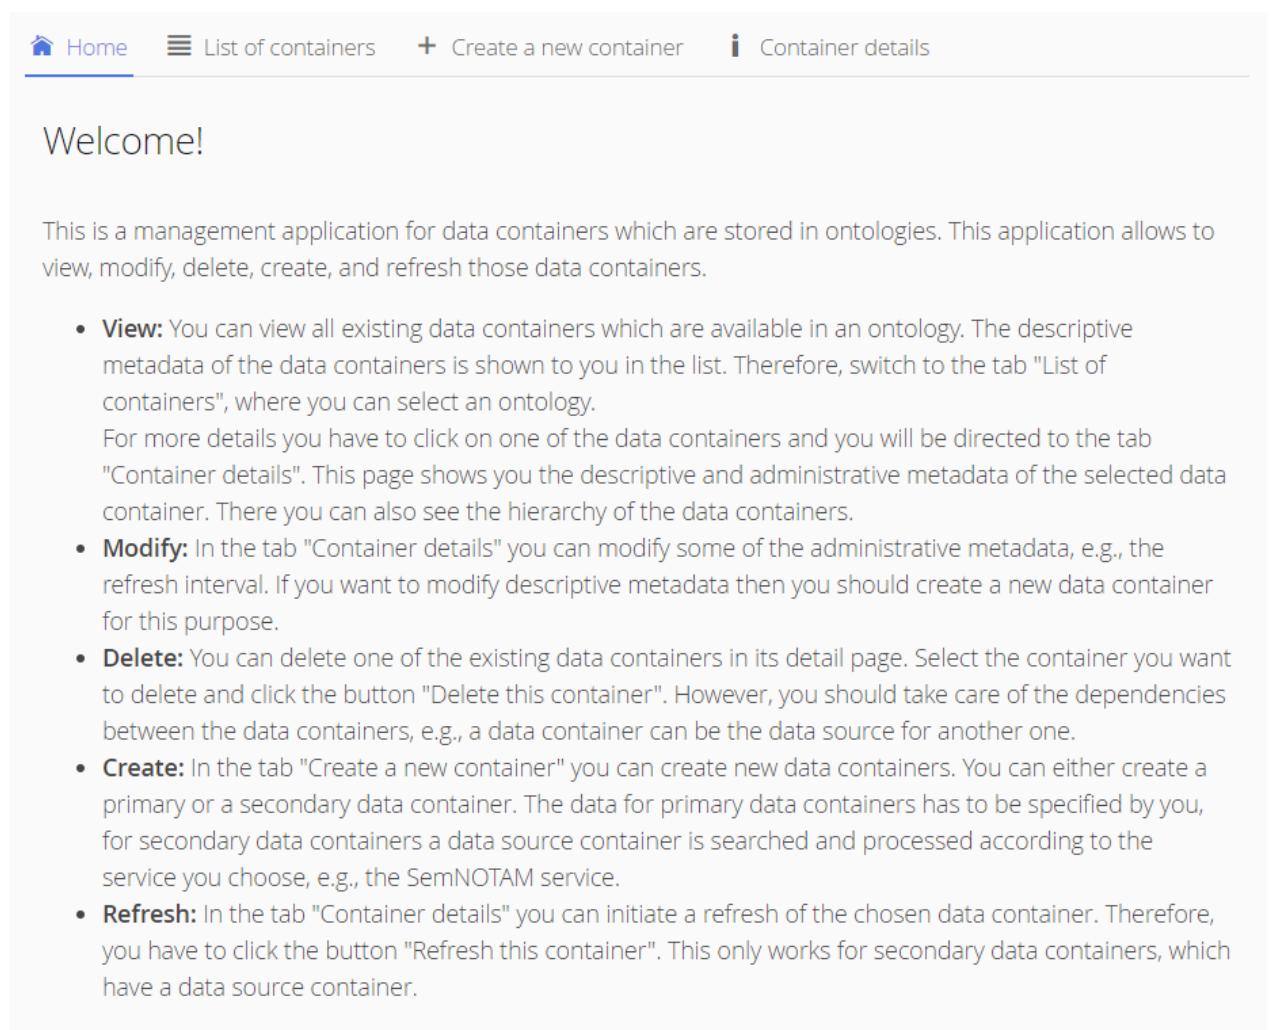 Home List of containers + Create a new container Container details
Welcome!
This is a management application for data containers which are stored in ontologies. This application allows to
view, modify, delete, create, and refresh those data containers.
• View: You can view all existing data containers which are available in an ontology. The descriptive
metadata of the data containers is shown to you in the list. Therefore, switch to the tab "List of
containers", where you can select an ontology.
For more details you have to click on one of the data containers and you will be directed to the tab
"Container details". This page shows you the descriptive and administrative metadata of the selected data
container. There you can also see the hierarchy of the data containers.
• Modify: In the tab "Container details" you can modify some of the administrative metadata, e.g., the
refresh interval. If you want to modify descriptive metadata then you should create a new data container
for this purpose.
• Delete: You can delete one of the existing data containers in its detail page. Select the container you want
to delete and click the button "Delete this container". However, you should take care of the dependencies
between the data containers, e.g., a data container can be the data source for another one.
• Create: In the tab "Create a new container" you can create new data containers. You can either create a
primary or a secondary data container. The data for primary data containers has to be specified by you,
for secondary data containers a data source container is searched and processed according to the
service you choose, e.g., the SemNOTAM service.
• Refresh: In the tab "Container details" you can initiate a refresh of the chosen data container. Therefore,
you have to click the button "Refresh this container". This only works for secondary data containers, which
have a data source container.